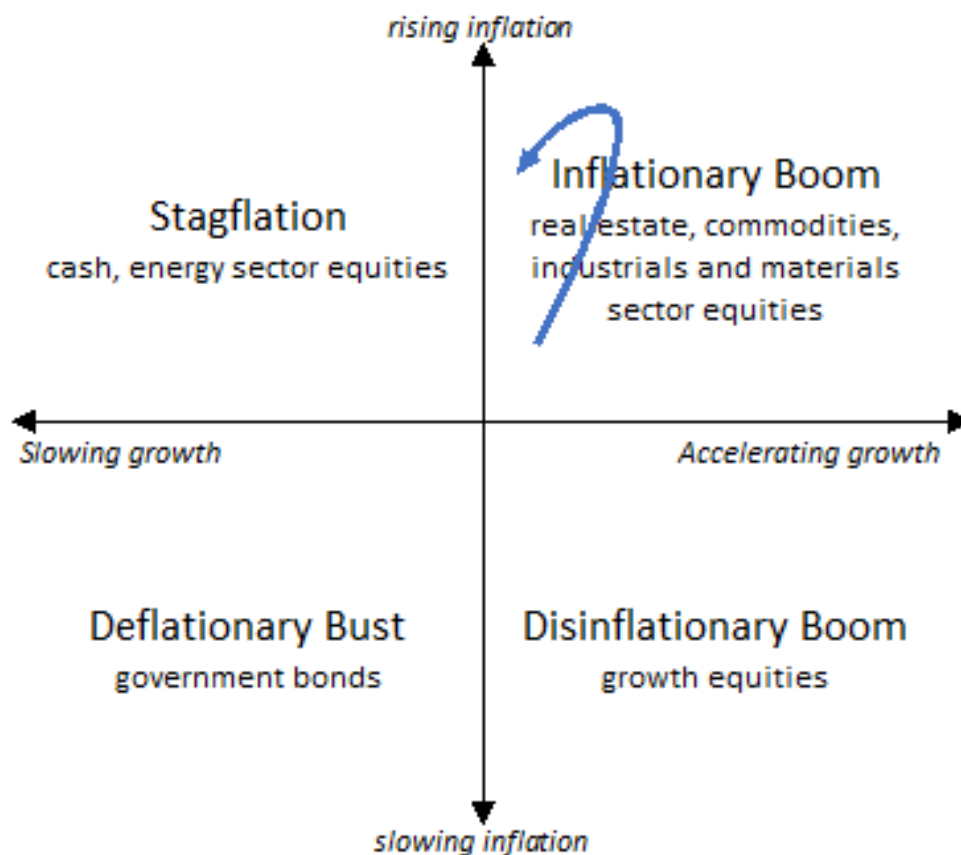 rising inflation
Stagflation
cash, energy sector equities
Inflationary Boom
real estate, commodities,
industrials and materials
sector equities
Slowing growth
Accelerating growth
Deflationary Bust
government bonds
Disinflationary Boom
growth equities
slowing inflation